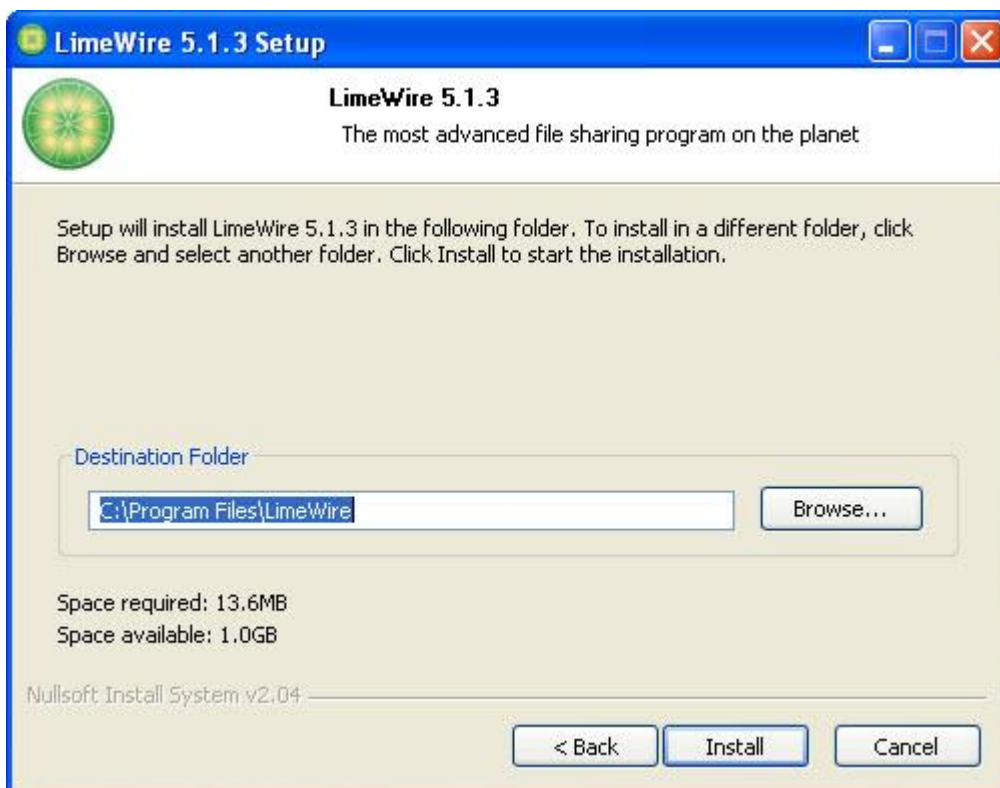 LimeWire 5.1.3 Setup
LimeWire 5.1.3
The most advanced file sharing program on the planet
Setup will install LimeWire 5.1.3 in the following folder. To install in a different folder, click
Browse and select another folder. Click Install to start the installation.
Destination Folder
C:\Program Files\LimeWire
Browse...
Space required: 13.6MB
Space available: 1.0GB
Nullsoft Install System v2.04
< Back
Install
Cancel